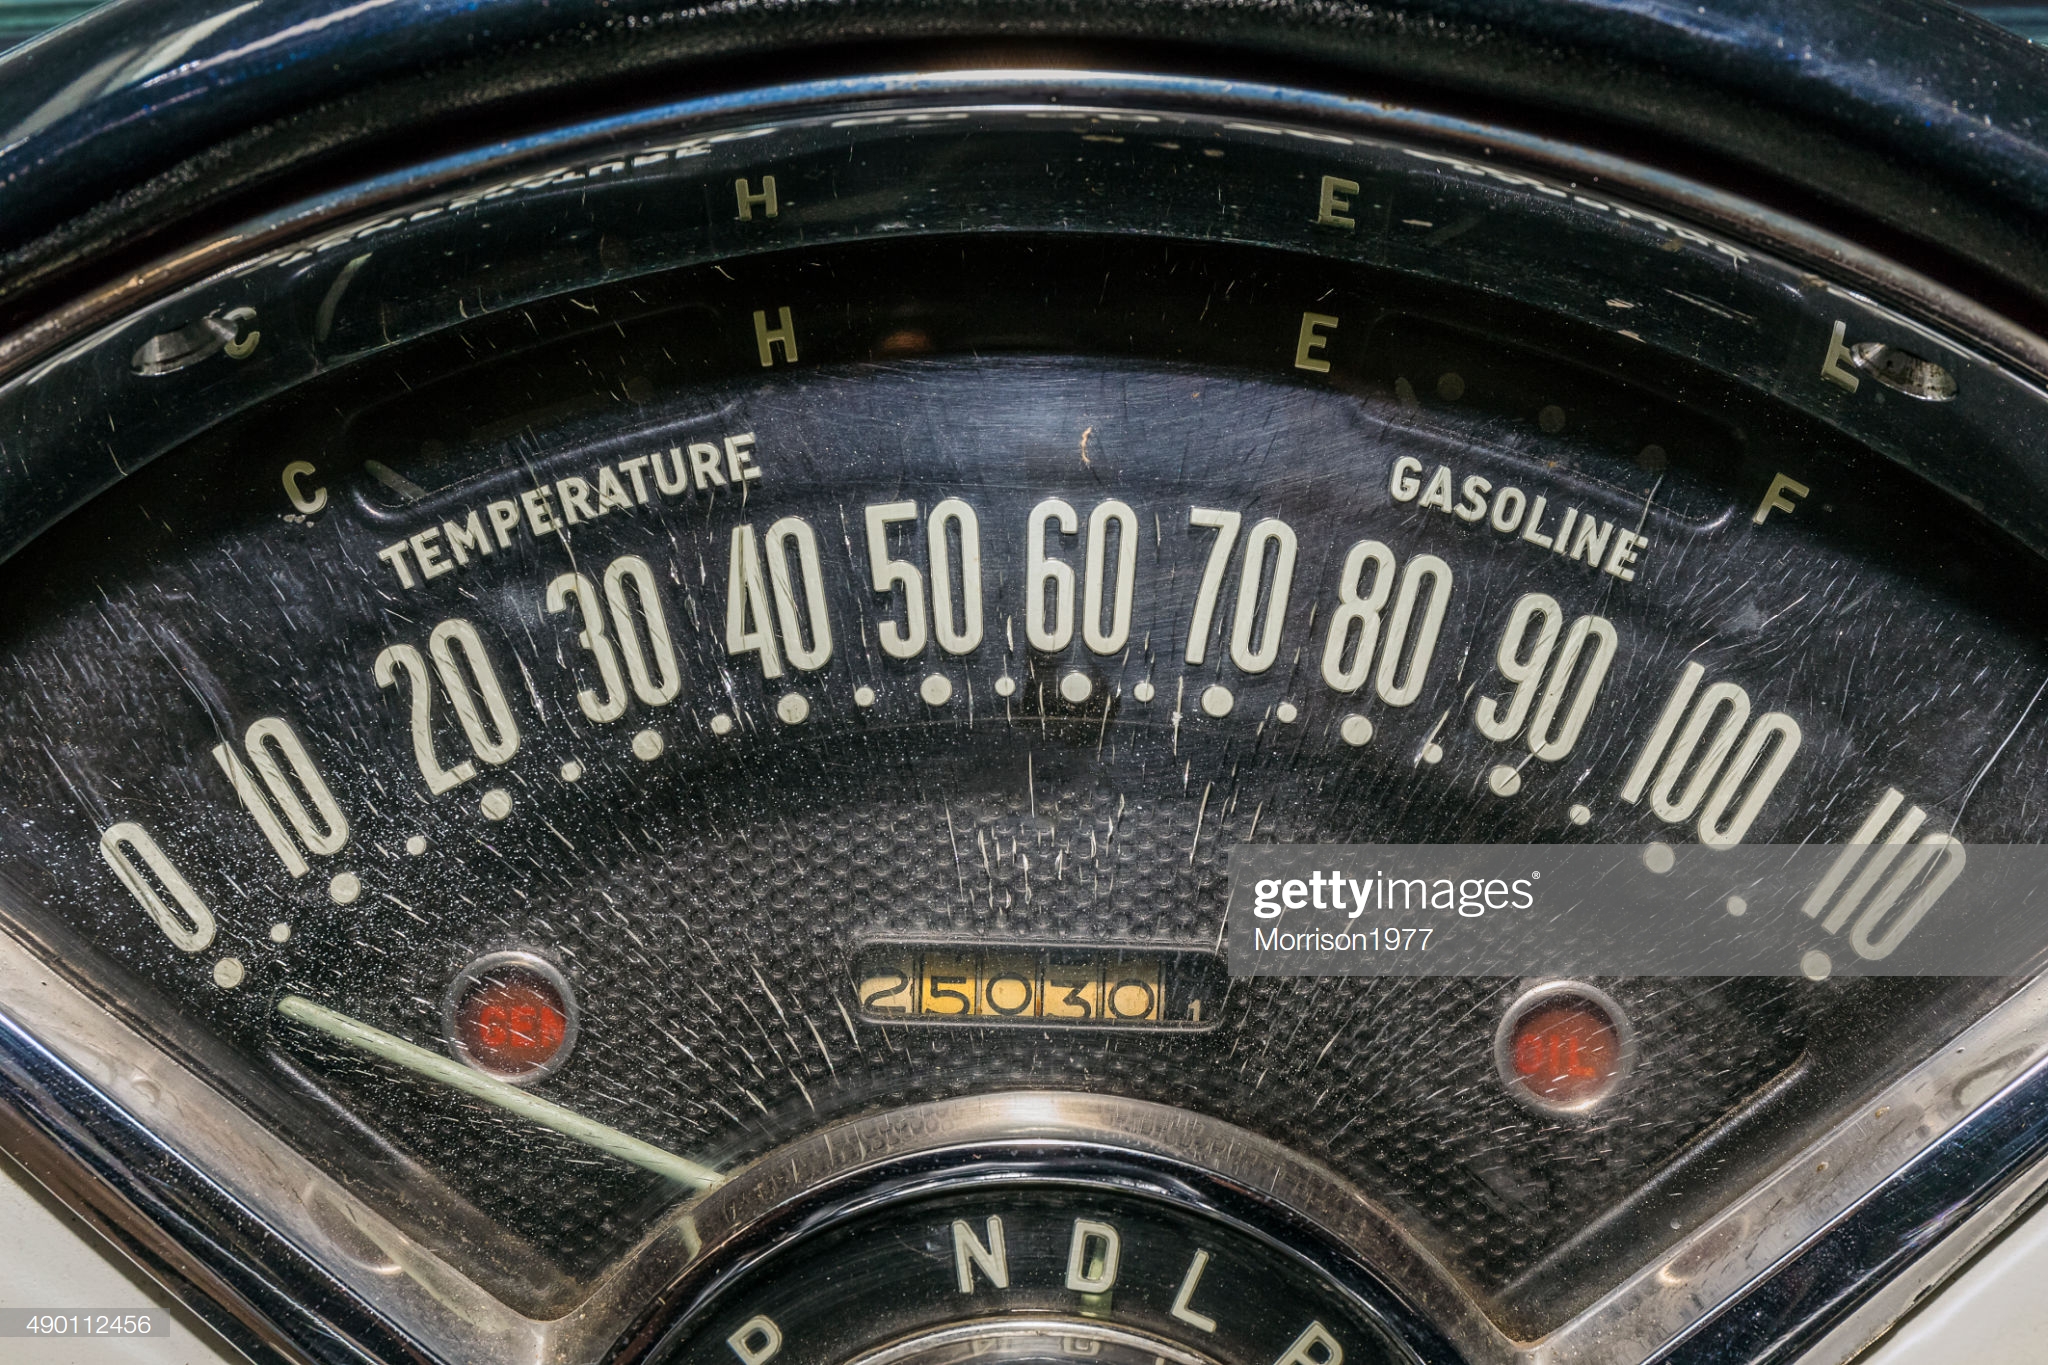 H E
C
H E
C F
TEMPERATURE GASOLINE
0 10 20 30 40 50 60 70 80 90 100 110
gettyimages®
Morrison1977
25030 1
GEN OIL
P N D L R
490112456